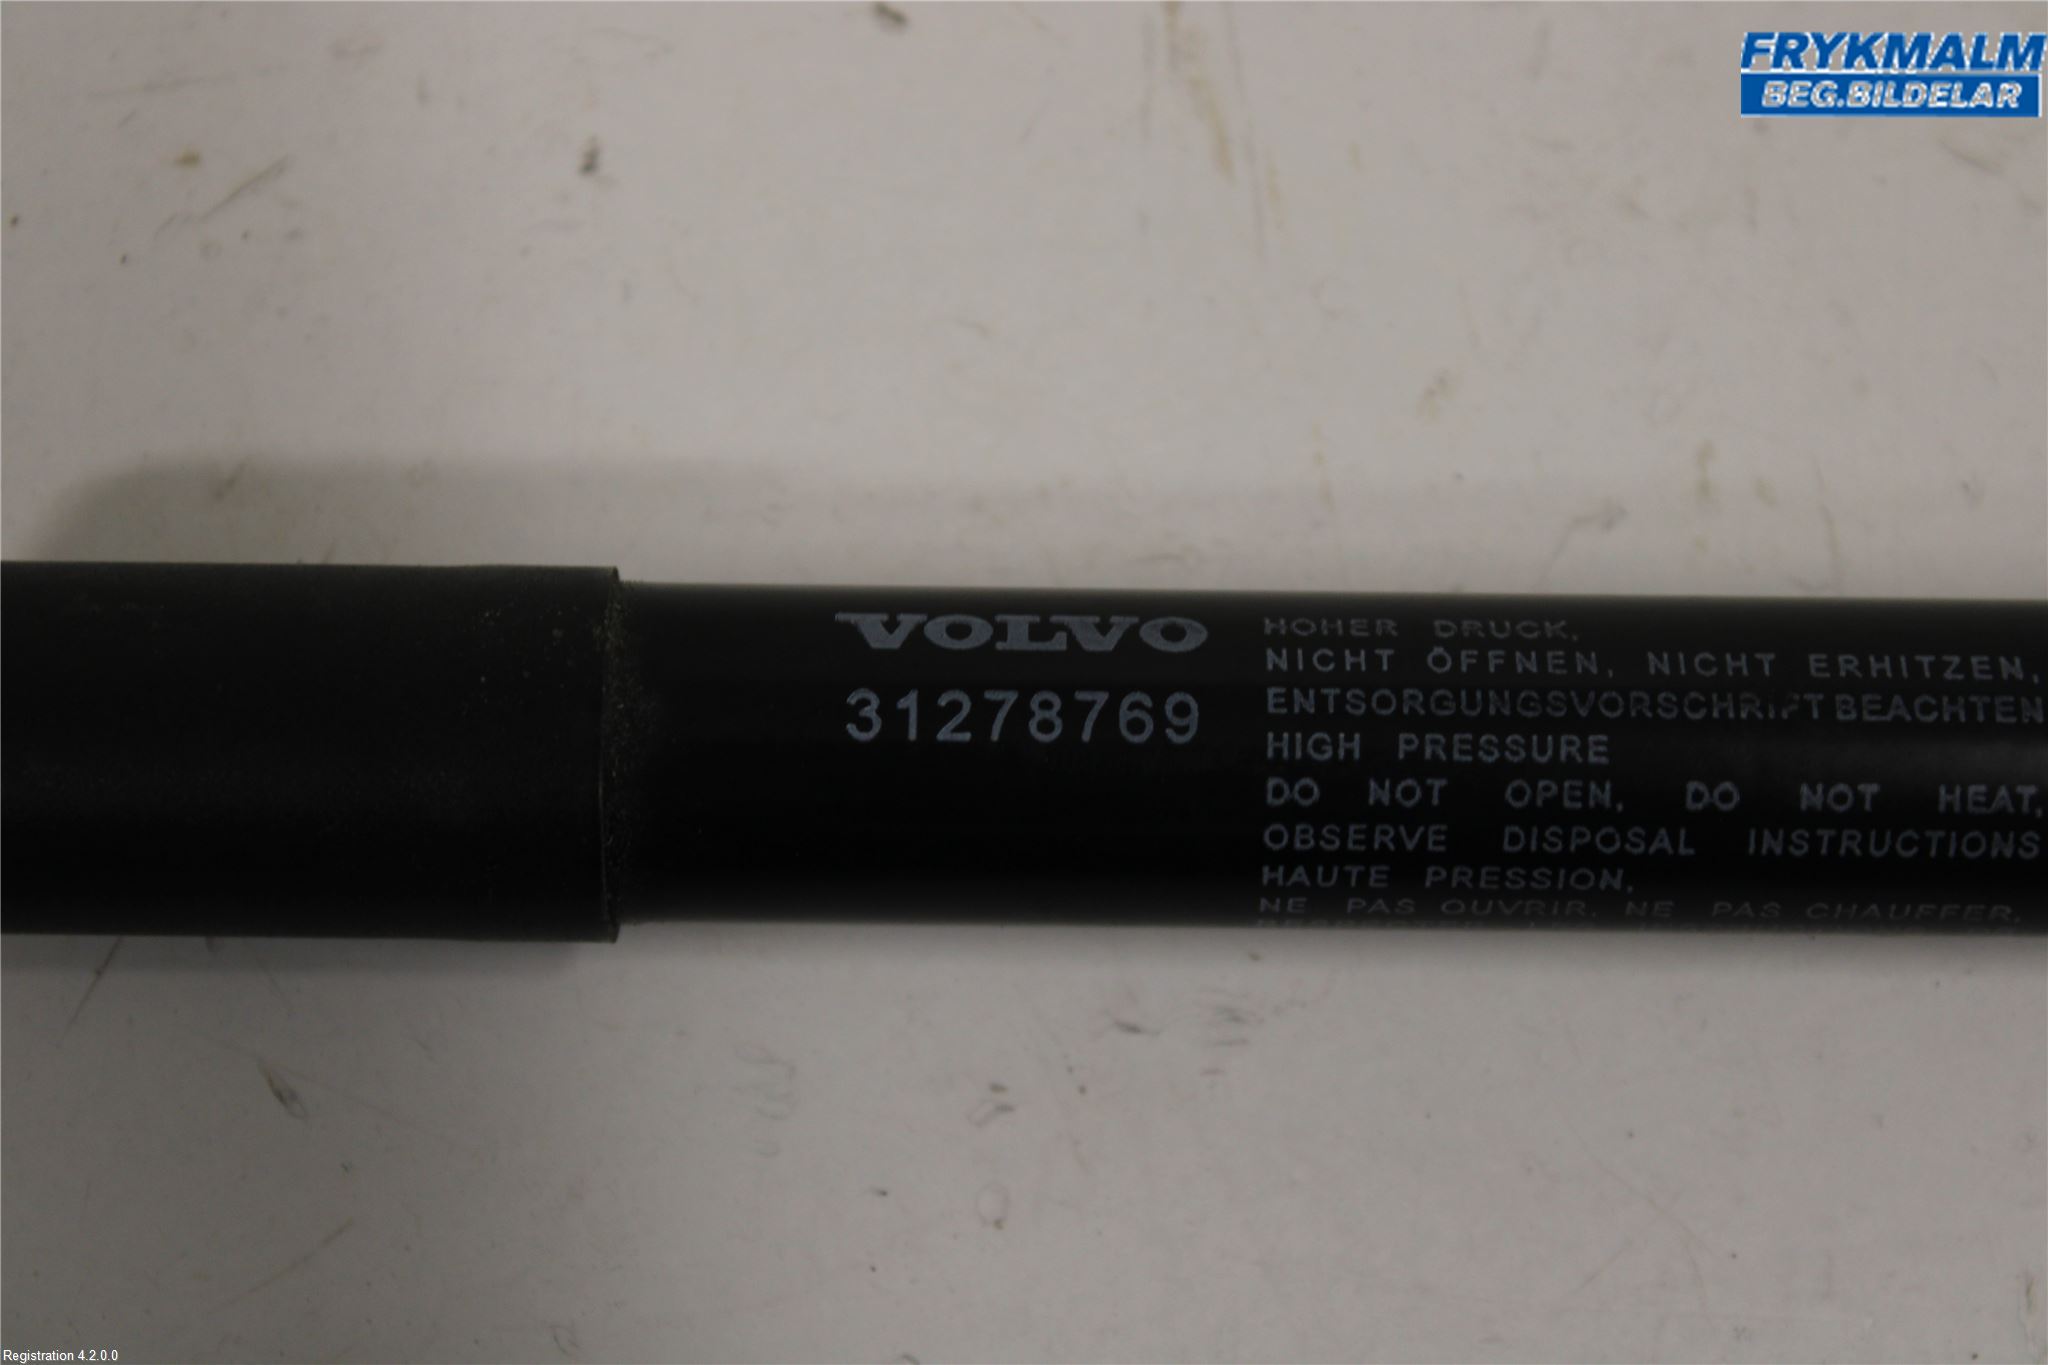 FRYKMALM
BEG.BILDELAR
VOLVO
31278769
HOHER DRUCK.
NICHT ÖFFNEN, NICHT ERHITZEN,
ENTSORGUNGSVORSCHRIFT BEACHTEN
HIGH PRESSURE
DO NOT OPEN, DO NOT HEAT,
OBSERVE DISPOSAL INSTRUCTIONS
HAUTE PRESSION.
NE PAS OUVRIR, NE PAS CHAUFFER,
Registration 4.2.0.0